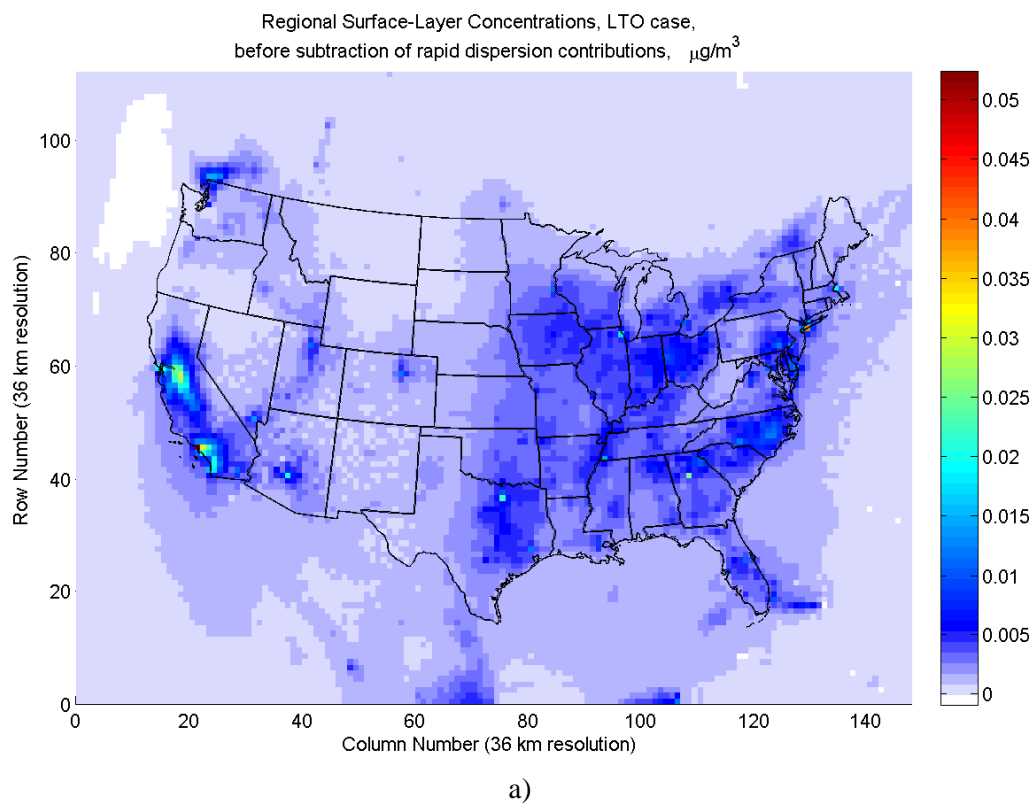 Regional Surface-Layer Concentrations, LTO case,
before subtraction of rapid dispersion contributions, μg/m³
100
80
60
40
20
0
Row Number (36 km resolution)
0 20 40 60 80 100 120 140
Column Number (36 km resolution)
0.05
0.045
0.04
0.035
0.03
0.025
0.02
0.015
0.01
0.005
0
a)